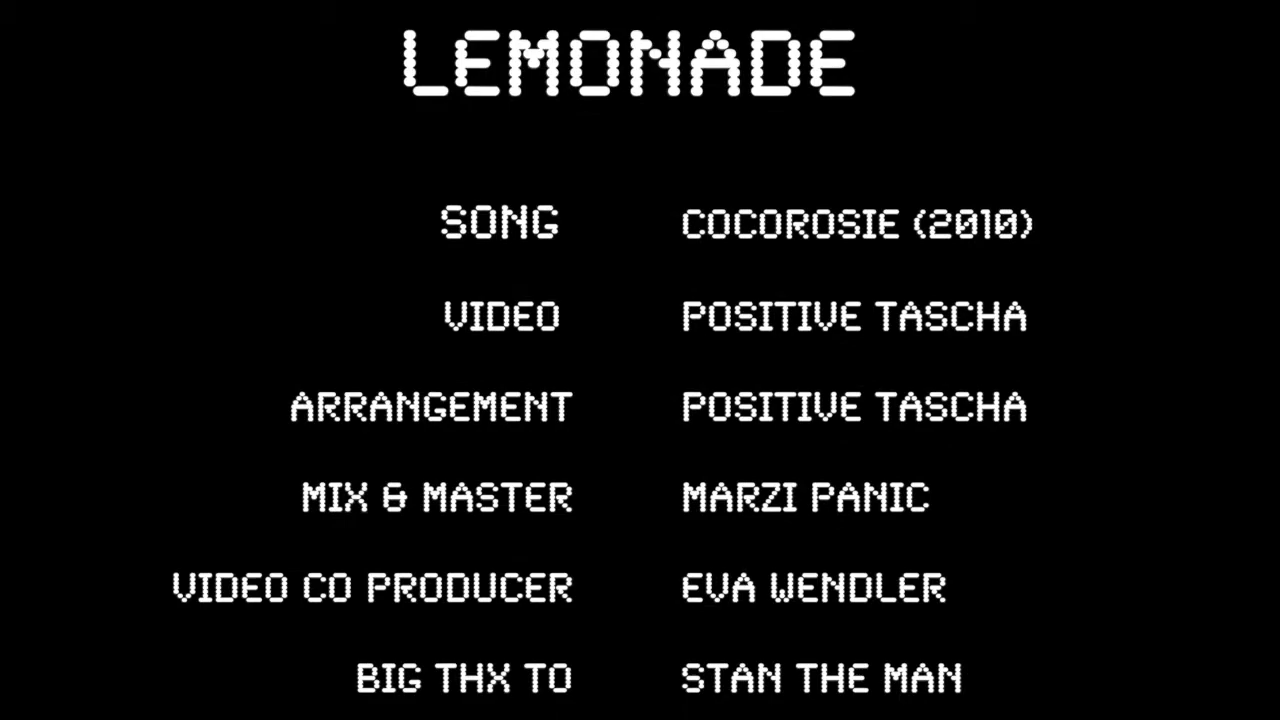 LEMONADE
SONG COCOROSIE (2010)
VIDEO POSITIVE TASCHA
ARRANGEMENT POSITIVE TASCHA
MIX & MASTER MARZI PANIC
VIDEO CO PRODUCER EVA WENDLER
BIG THX TO STAN THE MAN